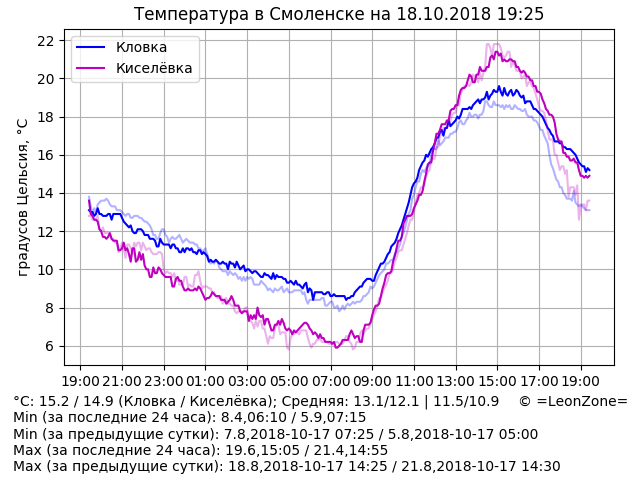 Температура в Смоленске на 18.10.2018 19:25
Кловка
Киселёвка
градусов Цельсия, °C
22
20
18
16
14
12
10
8
6
19:00 21:00 23:00 01:00 03:00 05:00 07:00 09:00 11:00 13:00 15:00 17:00 19:00
°C: 15.2 / 14.9 (Кловка / Киселёвка); Средняя: 13.1/12.1 | 11.5/10.9 © =LeonZone=
Min (за последние 24 часа): 8.4,06:10 / 5.9,07:15
Min (за предыдущие сутки): 7.8,2018-10-17 07:25 / 5.8,2018-10-17 05:00
Max (за последние 24 часа): 19.6,15:05 / 21.4,14:55
Max (за предыдущие сутки): 18.8,2018-10-17 14:25 / 21.8,2018-10-17 14:30